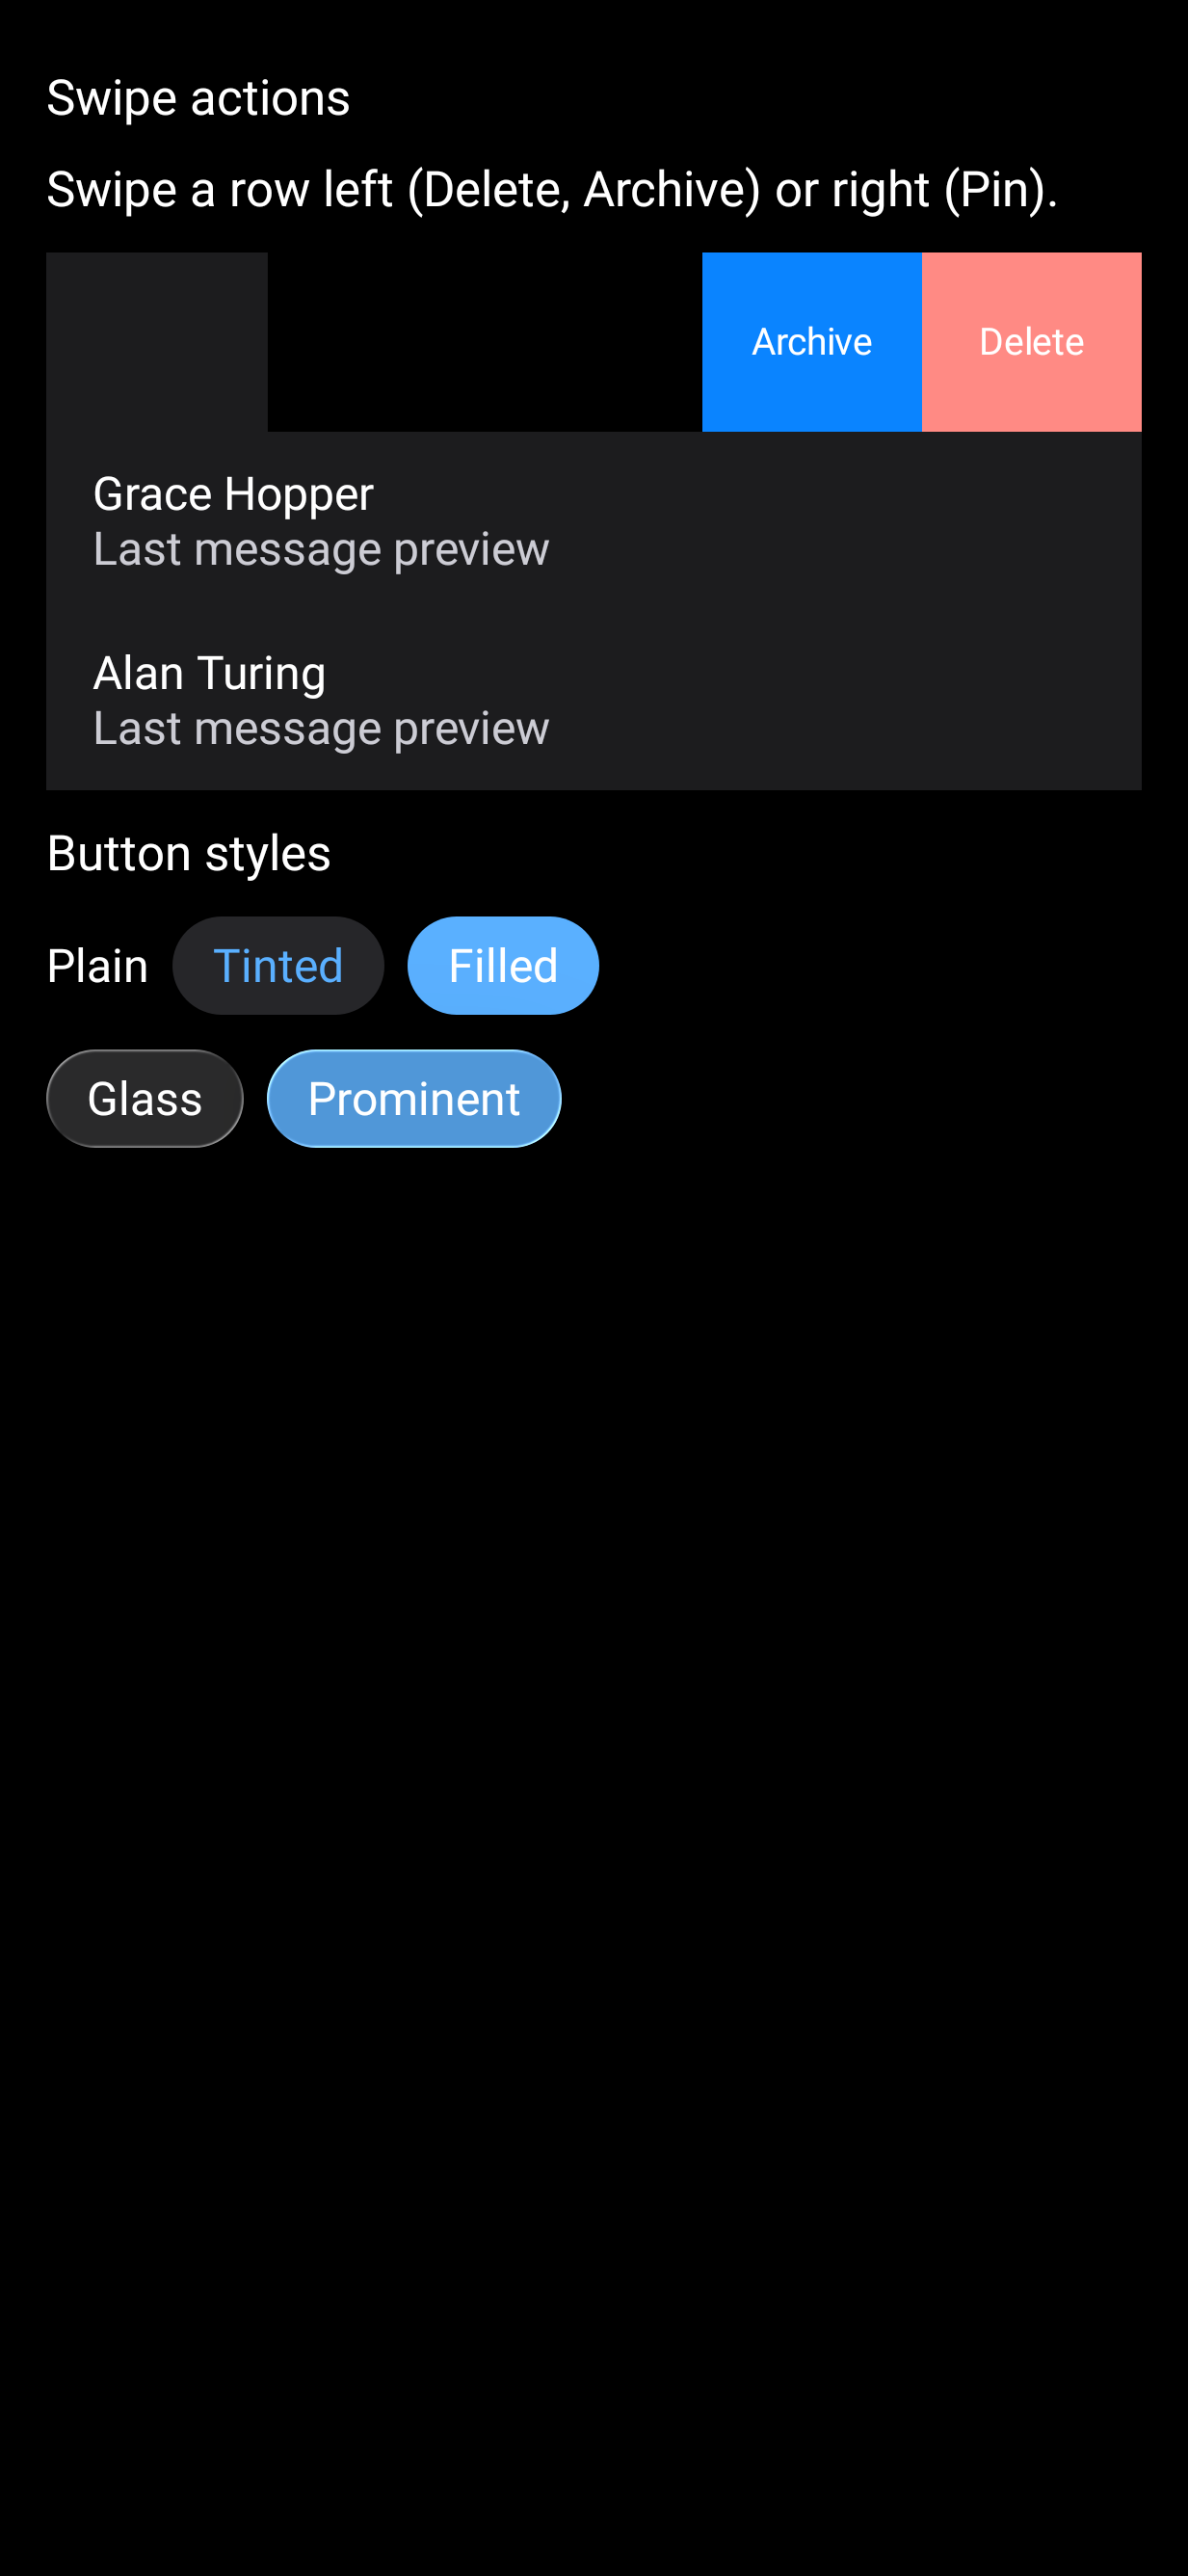 Swipe actions
Swipe a row left (Delete, Archive) or right (Pin).
Archive Delete
Grace Hopper
Last message preview
Alan Turing
Last message preview
Button styles
Plain Tinted Filled
Glass Prominent